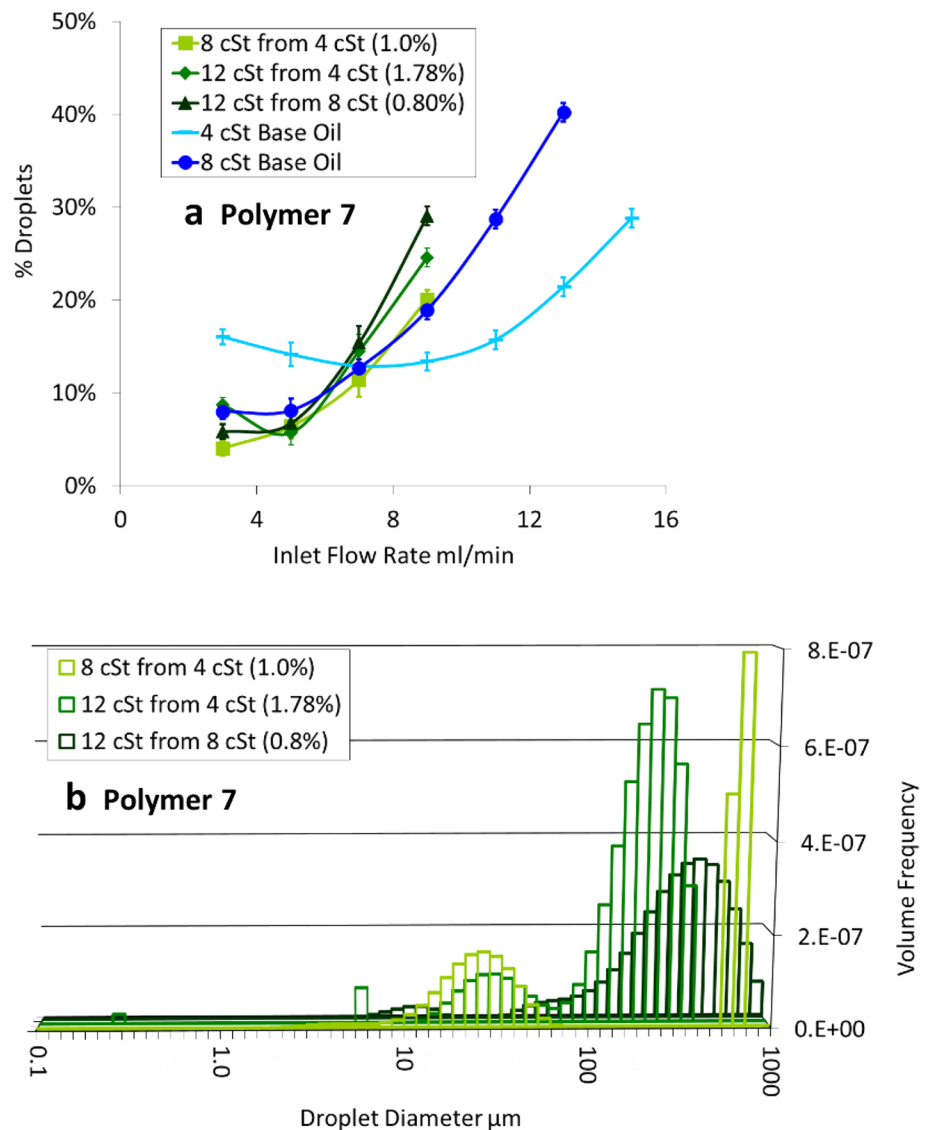 50%
40%
30%
20%
10%
0%
% Droplets
8 cSt from 4 cSt (1.0%)
12 cSt from 4 cSt (1.78%)
12 cSt from 8 cSt (0.80%)
4 cSt Base Oil
8 cSt Base Oil
a Polymer 7
0 4 8 12 16
Inlet Flow Rate ml/min
8 cSt from 4 cSt (1.0%)
12 cSt from 4 cSt (1.78%)
12 cSt from 8 cSt (0.8%)
b Polymer 7
8.E-07
6.E-07
4.E-07
2.E-07
0.E+00
Volume Frequency
0.1 1.0 10 100 1000
Droplet Diameter µm